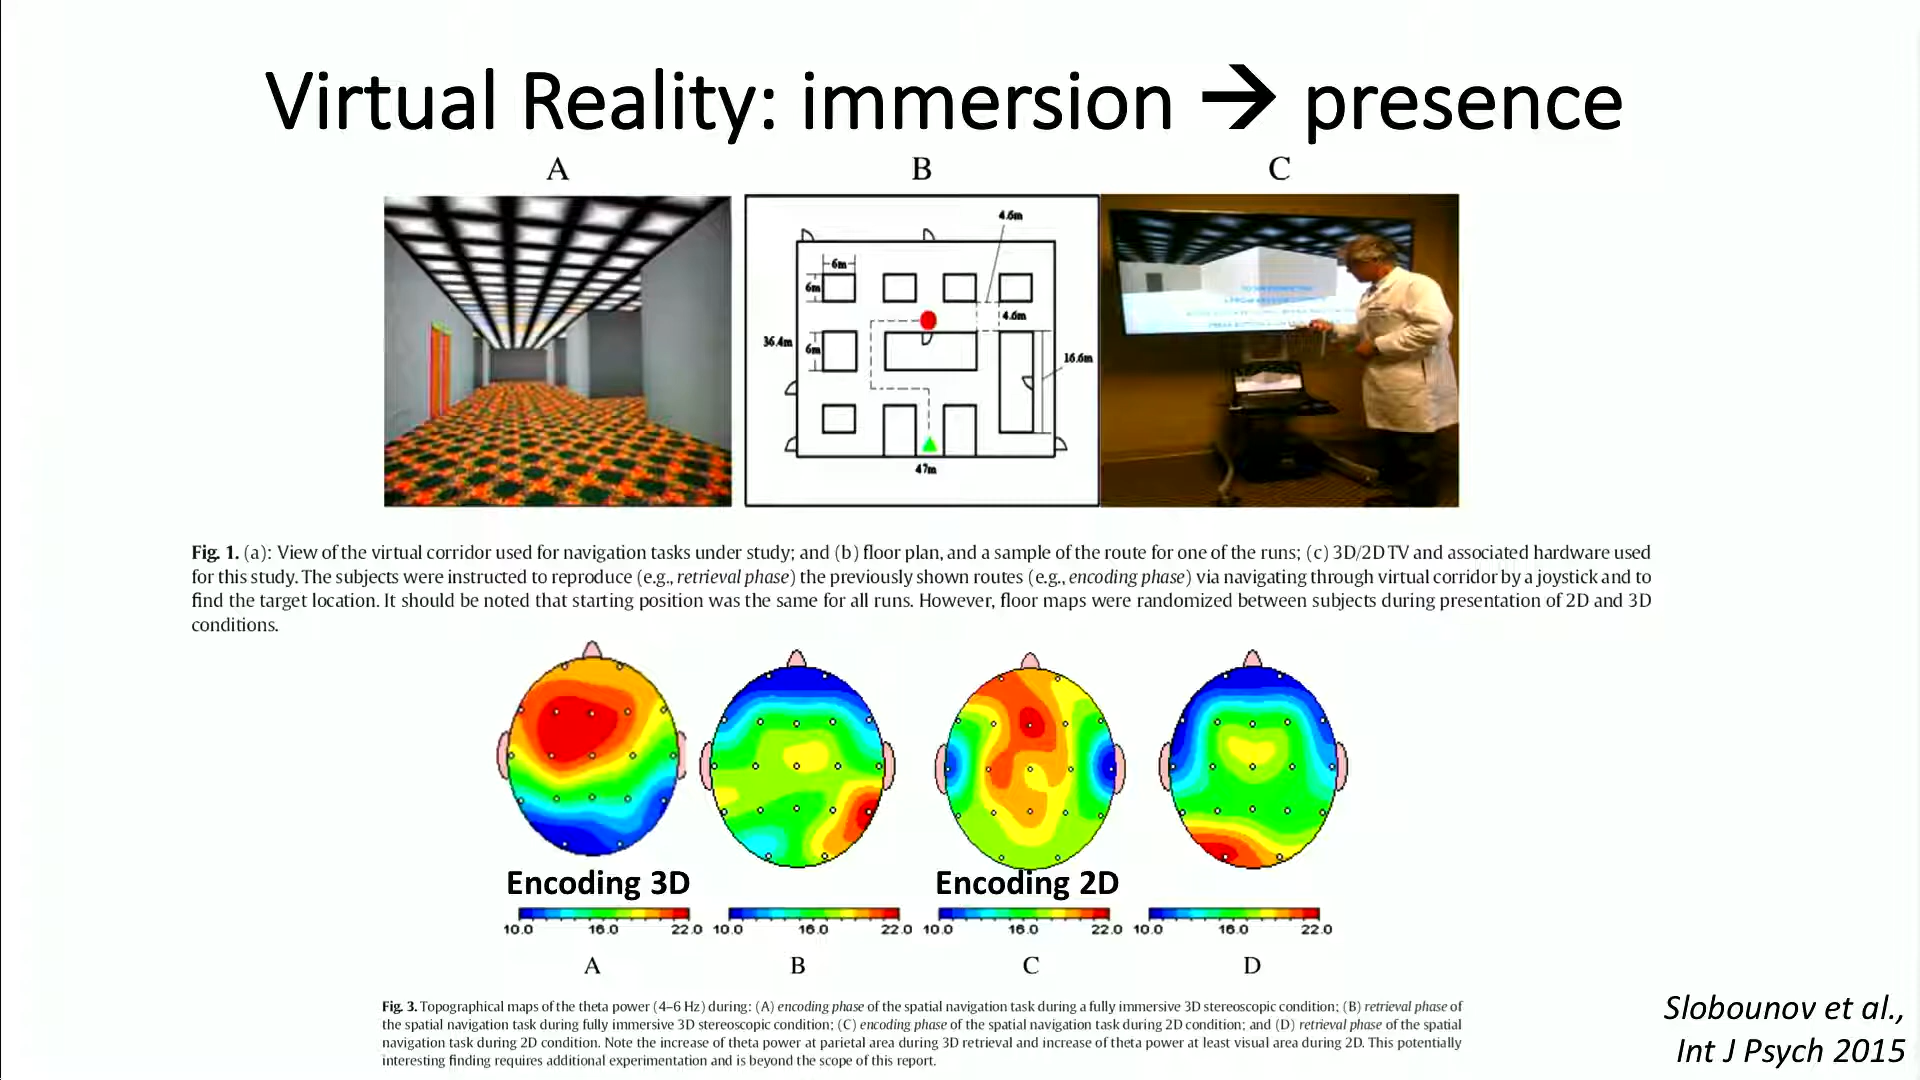 Virtual Reality: immersion → presence
A B C
4.6m
6m
6m
4.6m
36.4m
6m
16.6m
47m
Fig. 1. (a): View of the virtual corridor used for navigation tasks under study; and (b) floor plan, and a sample of the route for one of the runs; (c) 3D/2D TV and associated hardware used
for this study. The subjects were instructed to reproduce (e.g., retrieval phase) the previously shown routes (e.g., encoding phase) via navigating through virtual corridor by a joystick and to
find the target location. It should be noted that starting position was the same for all runs. However, floor maps were randomized between subjects during presentation of 2D and 3D
conditions.
Encoding 3D Encoding 2D
10.0 16.0 22.0 10.0 16.0 22.0 10.0 16.0 22.0 10.0 16.0 22.0
A B C D
Fig. 3. Topographical maps of the theta power (4–6 Hz) during: (A) encoding phase of the spatial navigation task during a fully immersive 3D stereoscopic condition; (B) retrieval phase of
the spatial navigation task during fully immersive 3D stereoscopic condition; (C) encoding phase of the spatial navigation task during 2D condition; and (D) retrieval phase of the spatial
navigation task during 2D condition. Note the increase of theta power at parietal area during 3D retrieval and increase of theta power at least visual area during 2D. This potentially
interesting finding requires additional experimentation and is beyond the scope of this report.
Slobounov et al.,
Int J Psych 2015